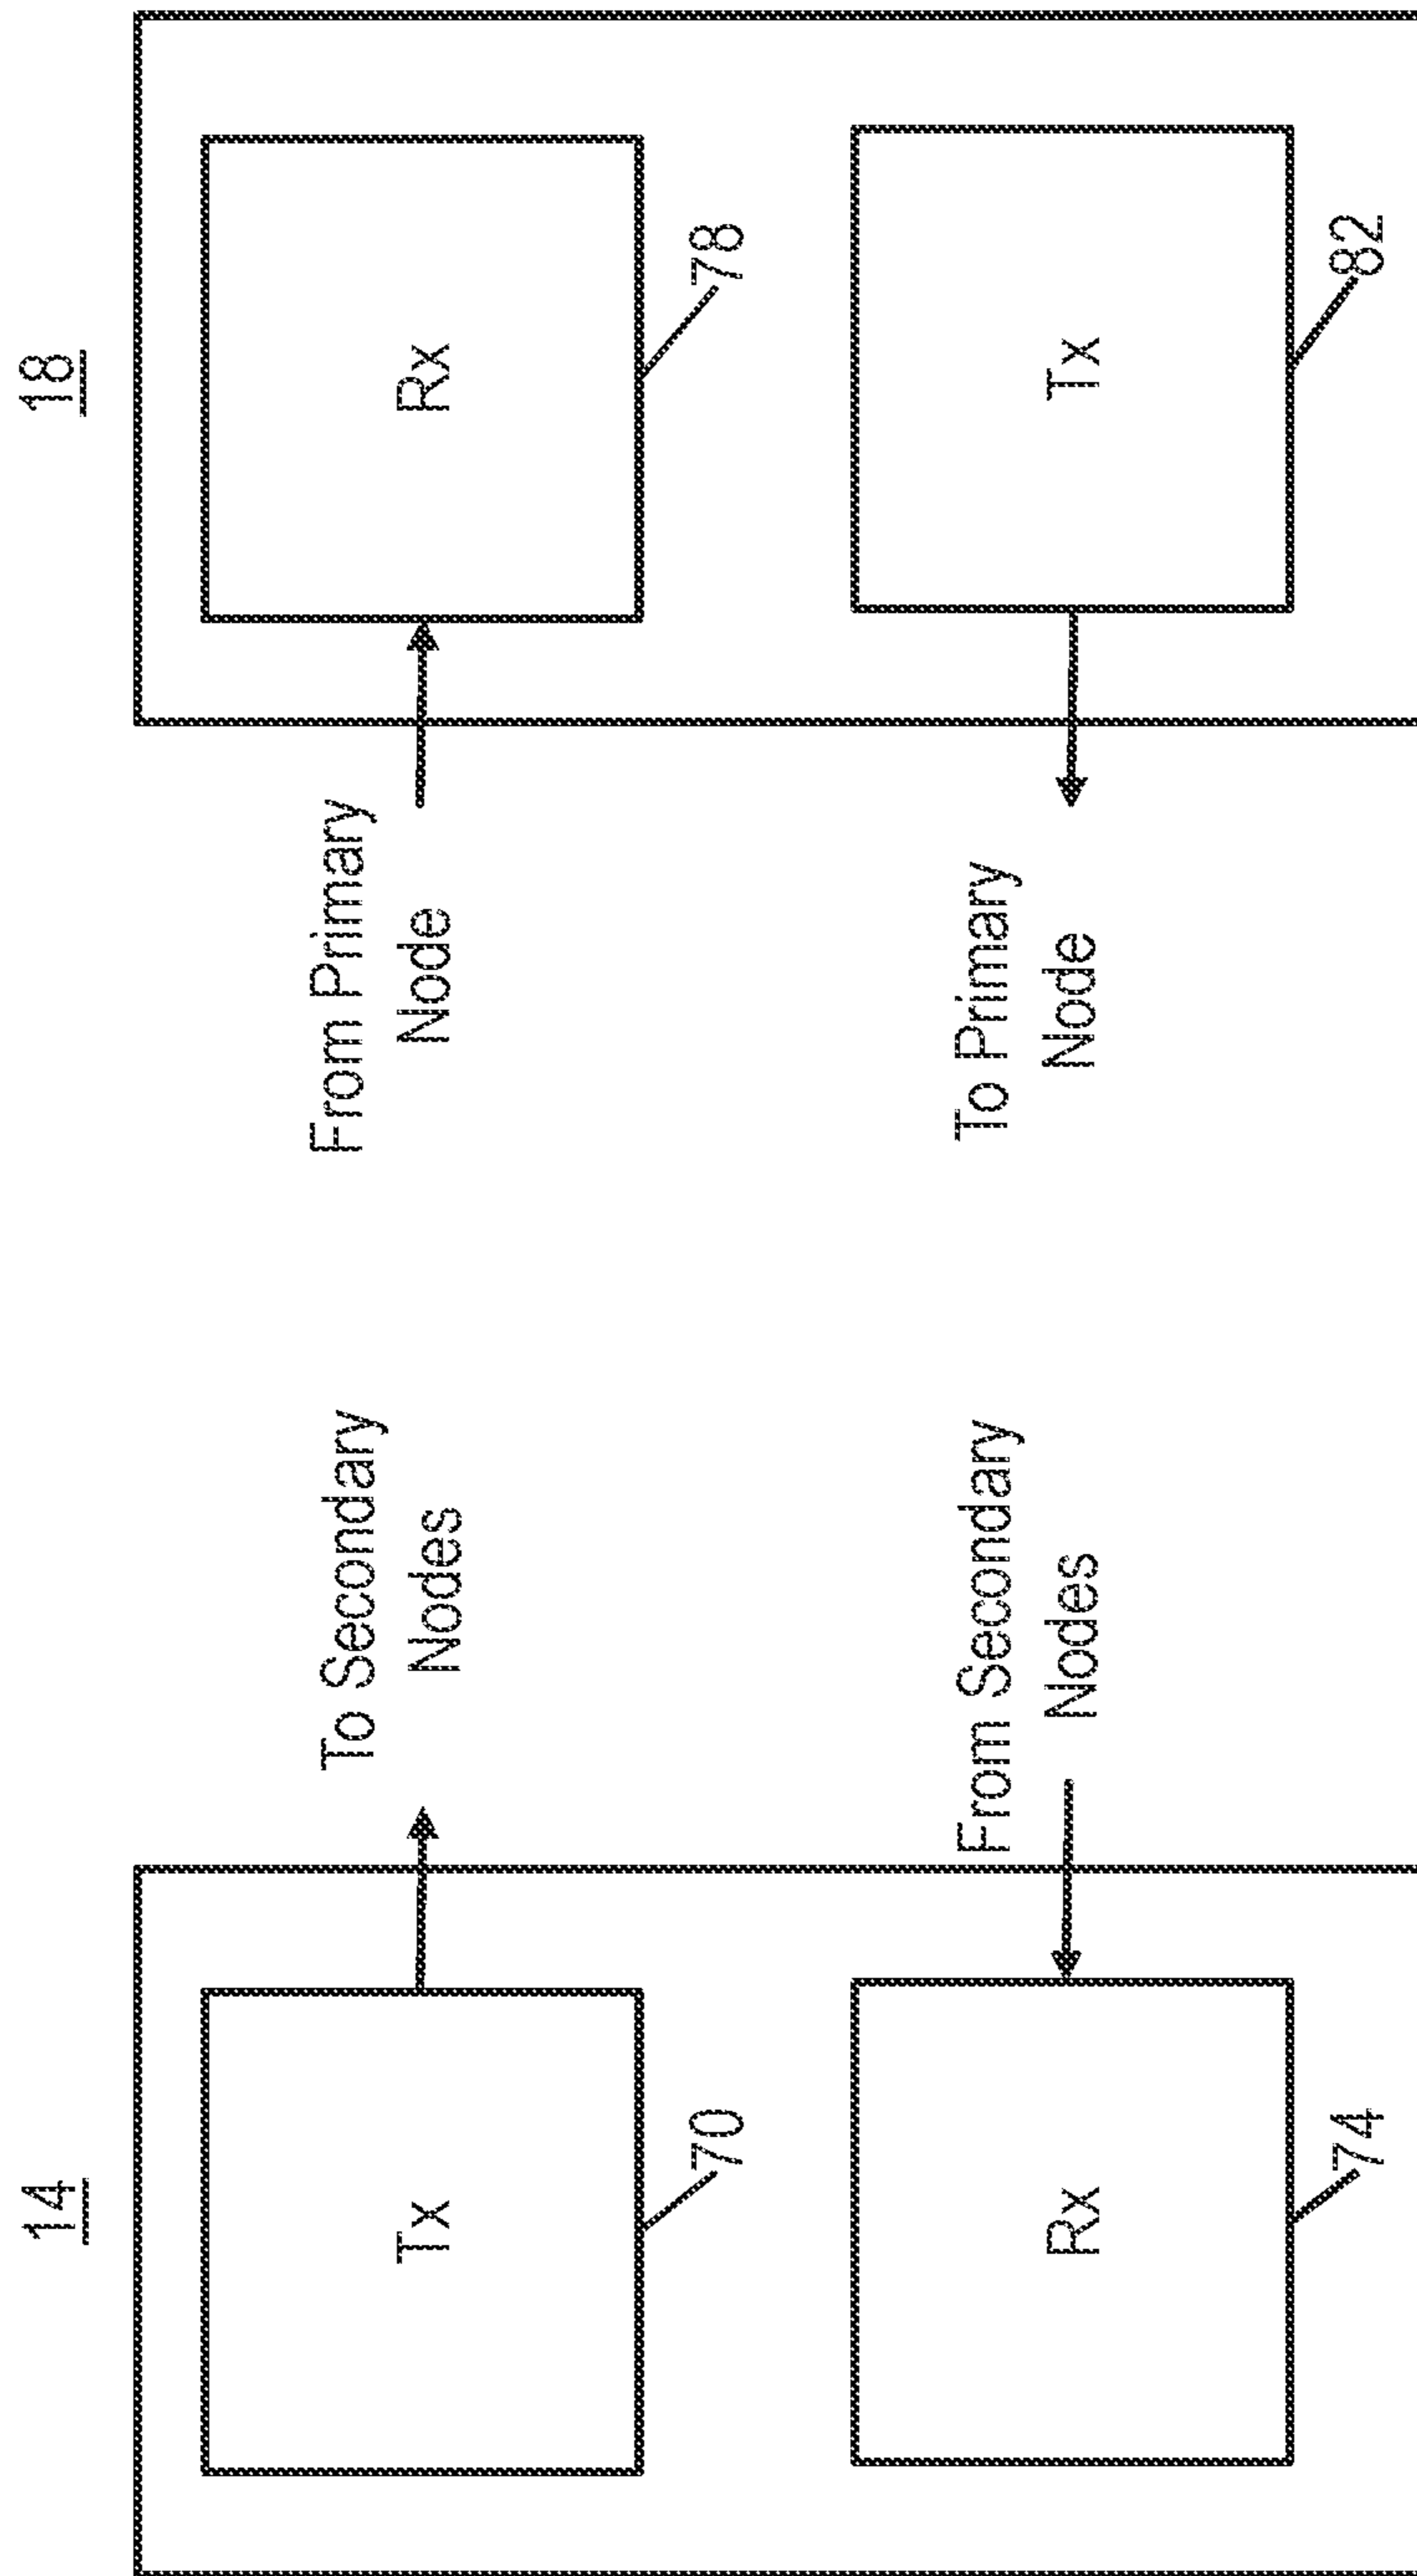 14
Tx
70
To Secondary
Nodes
Rx
74
From Secondary
Nodes
18
From Primary
Node
Rx
78
To Primary
Node
Tx
82